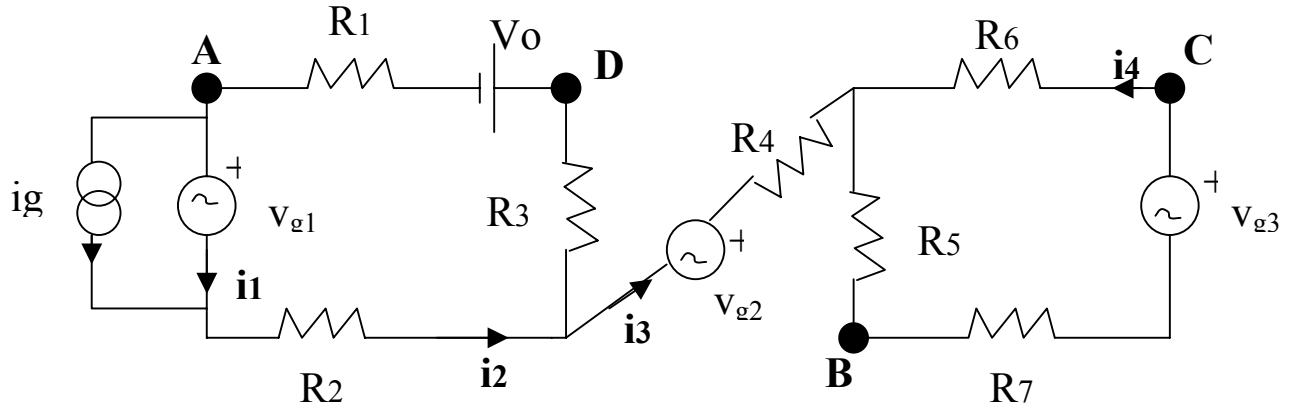 R1
Vo
A
D
R6
i4
C
R4
ig
+
vg1
R3
+
vg2
R5
+
vg3
i1
i3
R2
i2
B
R7